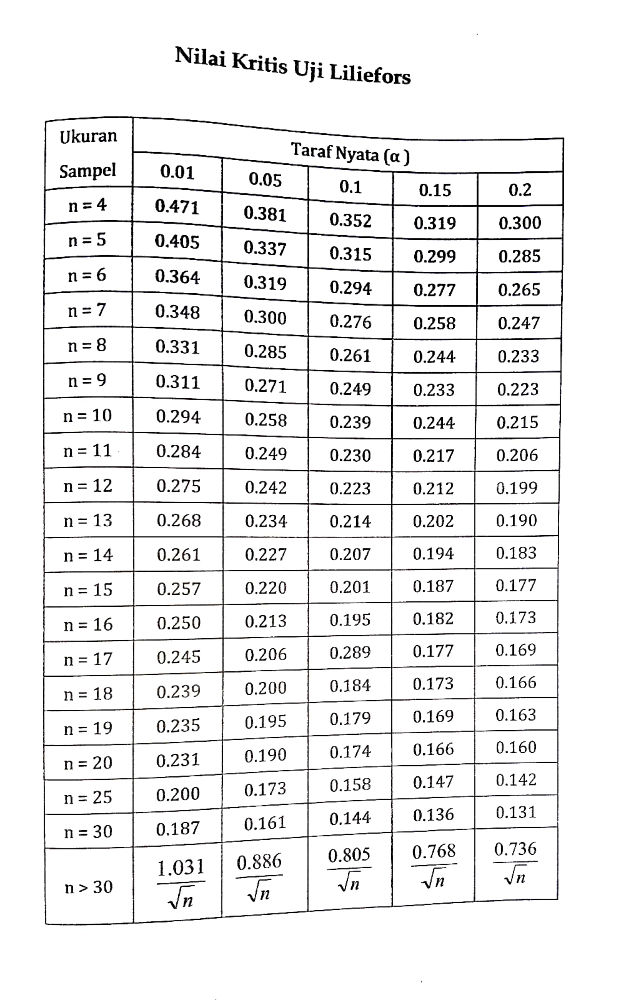 Nilai Kritis Uji Liliefors
Ukuran Sampel Taraf Nyata (α)
0.01 0.05 0.1 0.15 0.2
n = 4 0.471 0.381 0.352 0.319 0.300
n = 5 0.405 0.337 0.315 0.299 0.285
n = 6 0.364 0.319 0.294 0.277 0.265
n = 7 0.348 0.300 0.276 0.258 0.247
n = 8 0.331 0.285 0.261 0.244 0.233
n = 9 0.311 0.271 0.249 0.233 0.223
n = 10 0.294 0.258 0.239 0.244 0.215
n = 11 0.284 0.249 0.230 0.217 0.206
n = 12 0.275 0.242 0.223 0.212 0.199
n = 13 0.268 0.234 0.214 0.202 0.190
n = 14 0.261 0.227 0.207 0.194 0.183
n = 15 0.257 0.220 0.201 0.187 0.177
n = 16 0.250 0.213 0.195 0.182 0.173
n = 17 0.245 0.206 0.289 0.177 0.169
n = 18 0.239 0.200 0.184 0.173 0.166
n = 19 0.235 0.195 0.179 0.169 0.163
n = 20 0.231 0.190 0.174 0.166 0.160
n = 25 0.200 0.173 0.158 0.147 0.142
n = 30 0.187 0.161 0.144 0.136 0.131
n > 30 1.031/√n 0.886/√n 0.805/√n 0.768/√n 0.736/√n